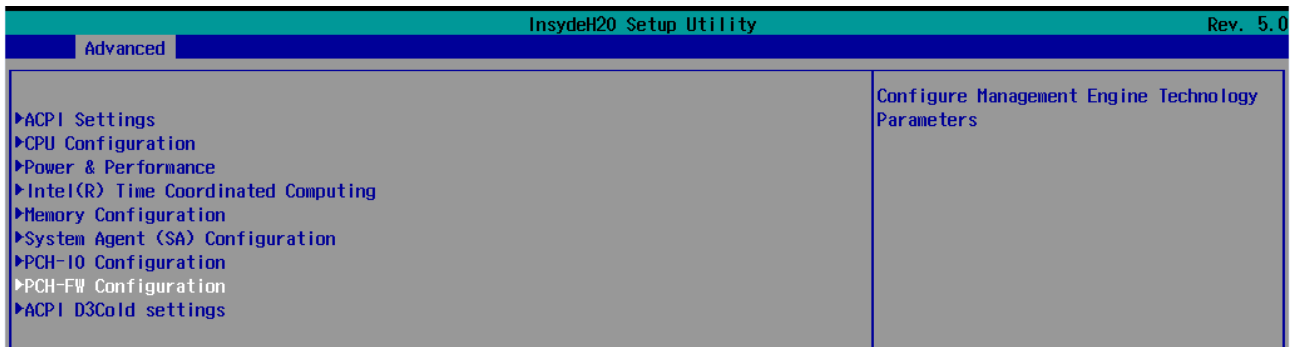 InsydeH20 Setup Utility
Rev. 5.0
Advanced
▶ACPI Settings
▶CPU Configuration
▶Power & Performance
▶Intel(R) Time Coordinated Computing
▶Memory Configuration
▶System Agent (SA) Configuration
▶PCH-IO Configuration
▶PCH-FW Configuration
▶ACPI D3Cold settings
Configure Management Engine Technology
Parameters